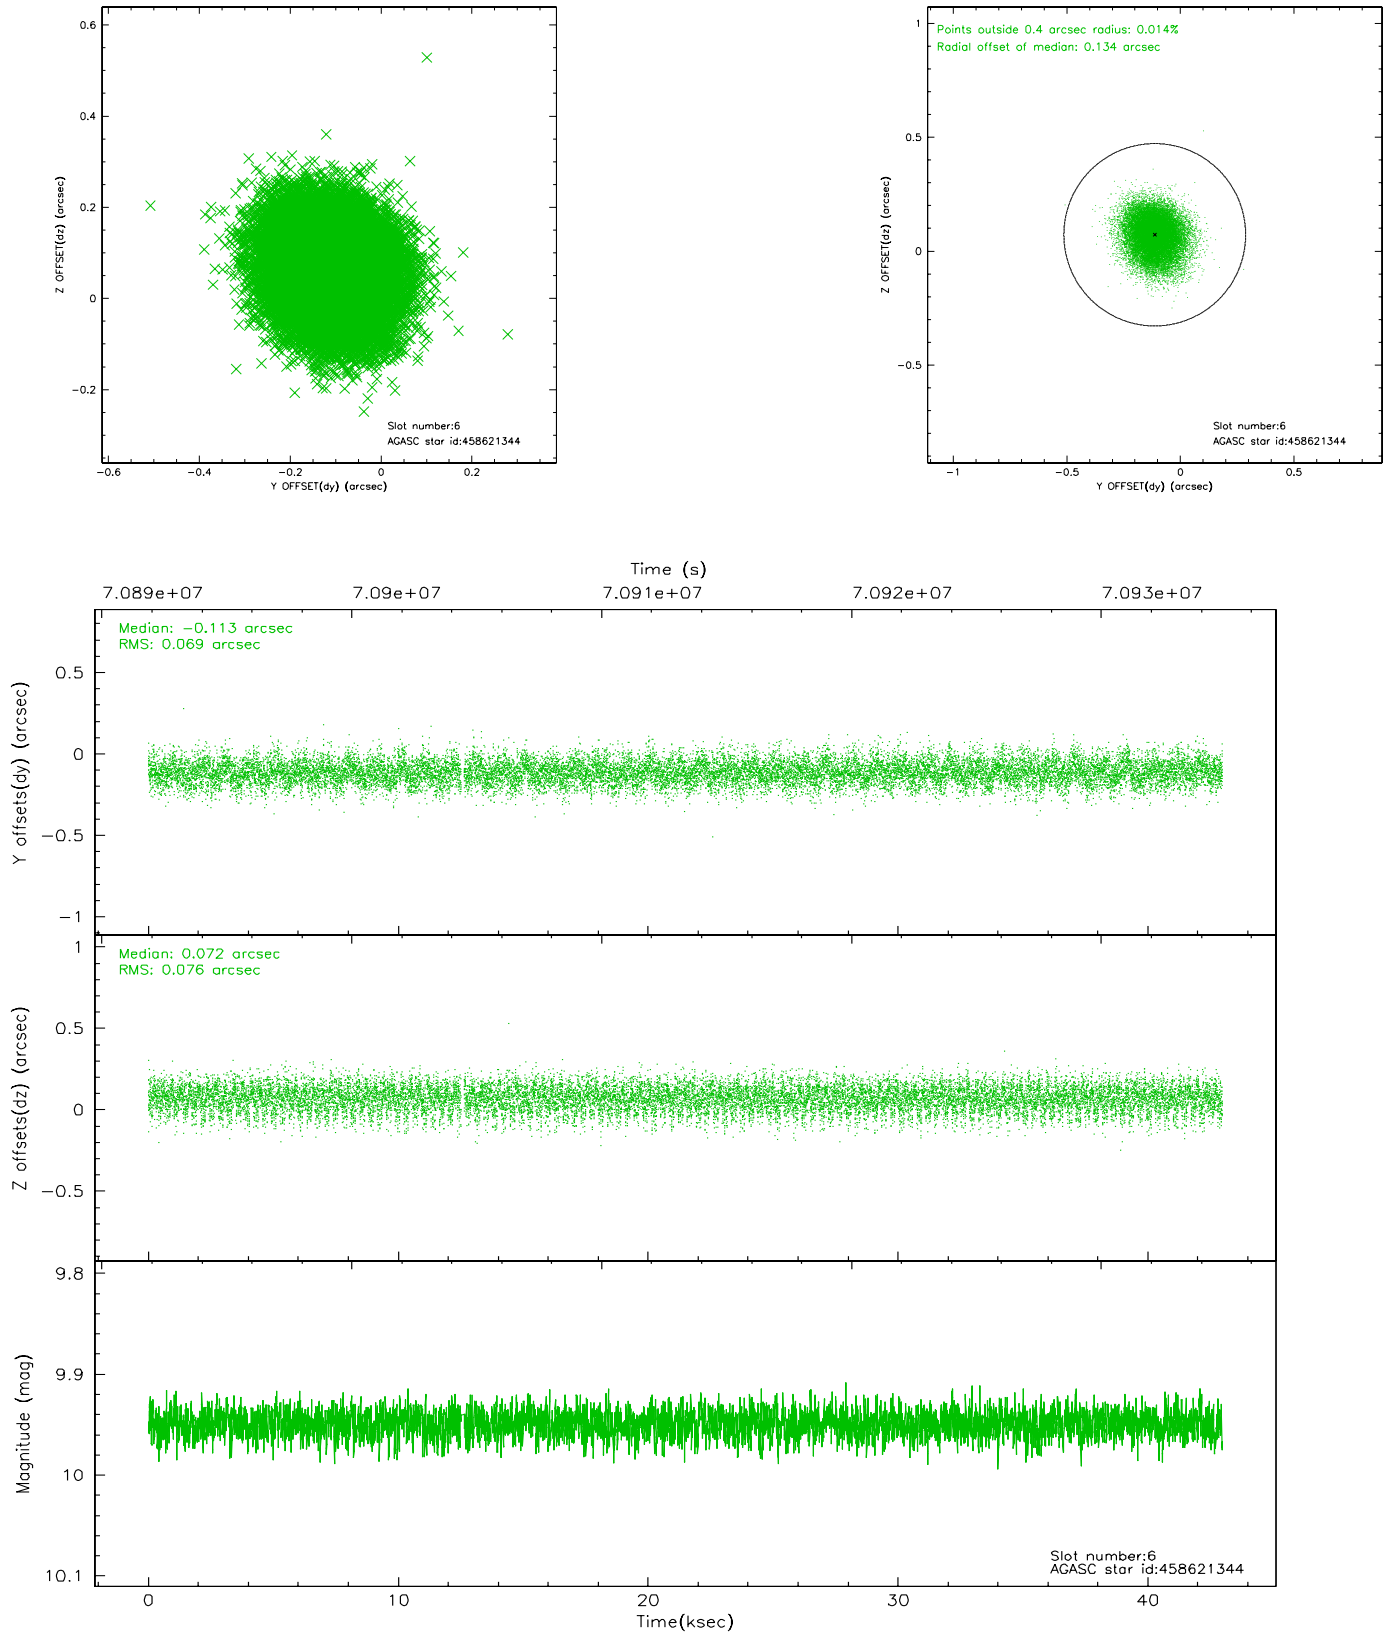 0.6
0.4
0.2
0
−0.2
Z OFFSET(dz) (arcsec)
Slot number:6
AGASC star id:458621344
−0.6
−0.4
−0.2
0
0.2
Y OFFSET(dy) (arcsec)
Points outside 0.4 arcsec radius: 0.014%
Radial offset of median: 0.134 arcsec
1
0.5
0
−0.5
Z OFFSET(dz) (arcsec)
Slot number:6
AGASC star id:458621344
−1
−0.5
0
0.5
Y OFFSET(dy) (arcsec)
Time (s)
7.089e+07
7.09e+07
7.091e+07
7.092e+07
7.093e+07
Median: −0.113 arcsec
RMS: 0.069 arcsec
0.5
0
−0.5
−1
Y offsets(dy) (arcsec)
Median: 0.072 arcsec
RMS: 0.076 arcsec
1
0.5
0
−0.5
Z offsets(dz) (arcsec)
9.8
9.9
10
10.1
Magnitude (mag)
Slot number:6
AGASC star id:458621344
0
10
20
30
40
Time(ksec)